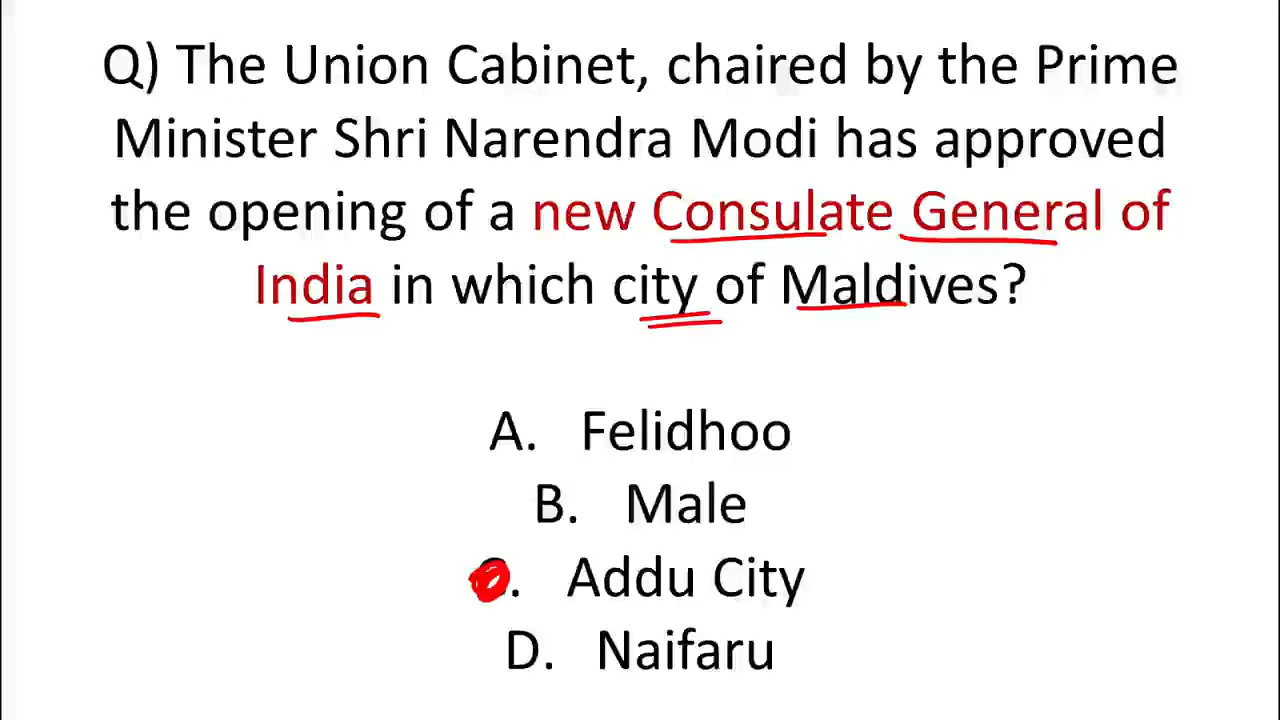 Q) The Union Cabinet, chaired by the Prime
Minister Shri Narendra Modi has approved
the opening of a new Consulate General of
India in which city of Maldives?
A. Felidhoo
B. Male
. Addu City
D. Naifaru